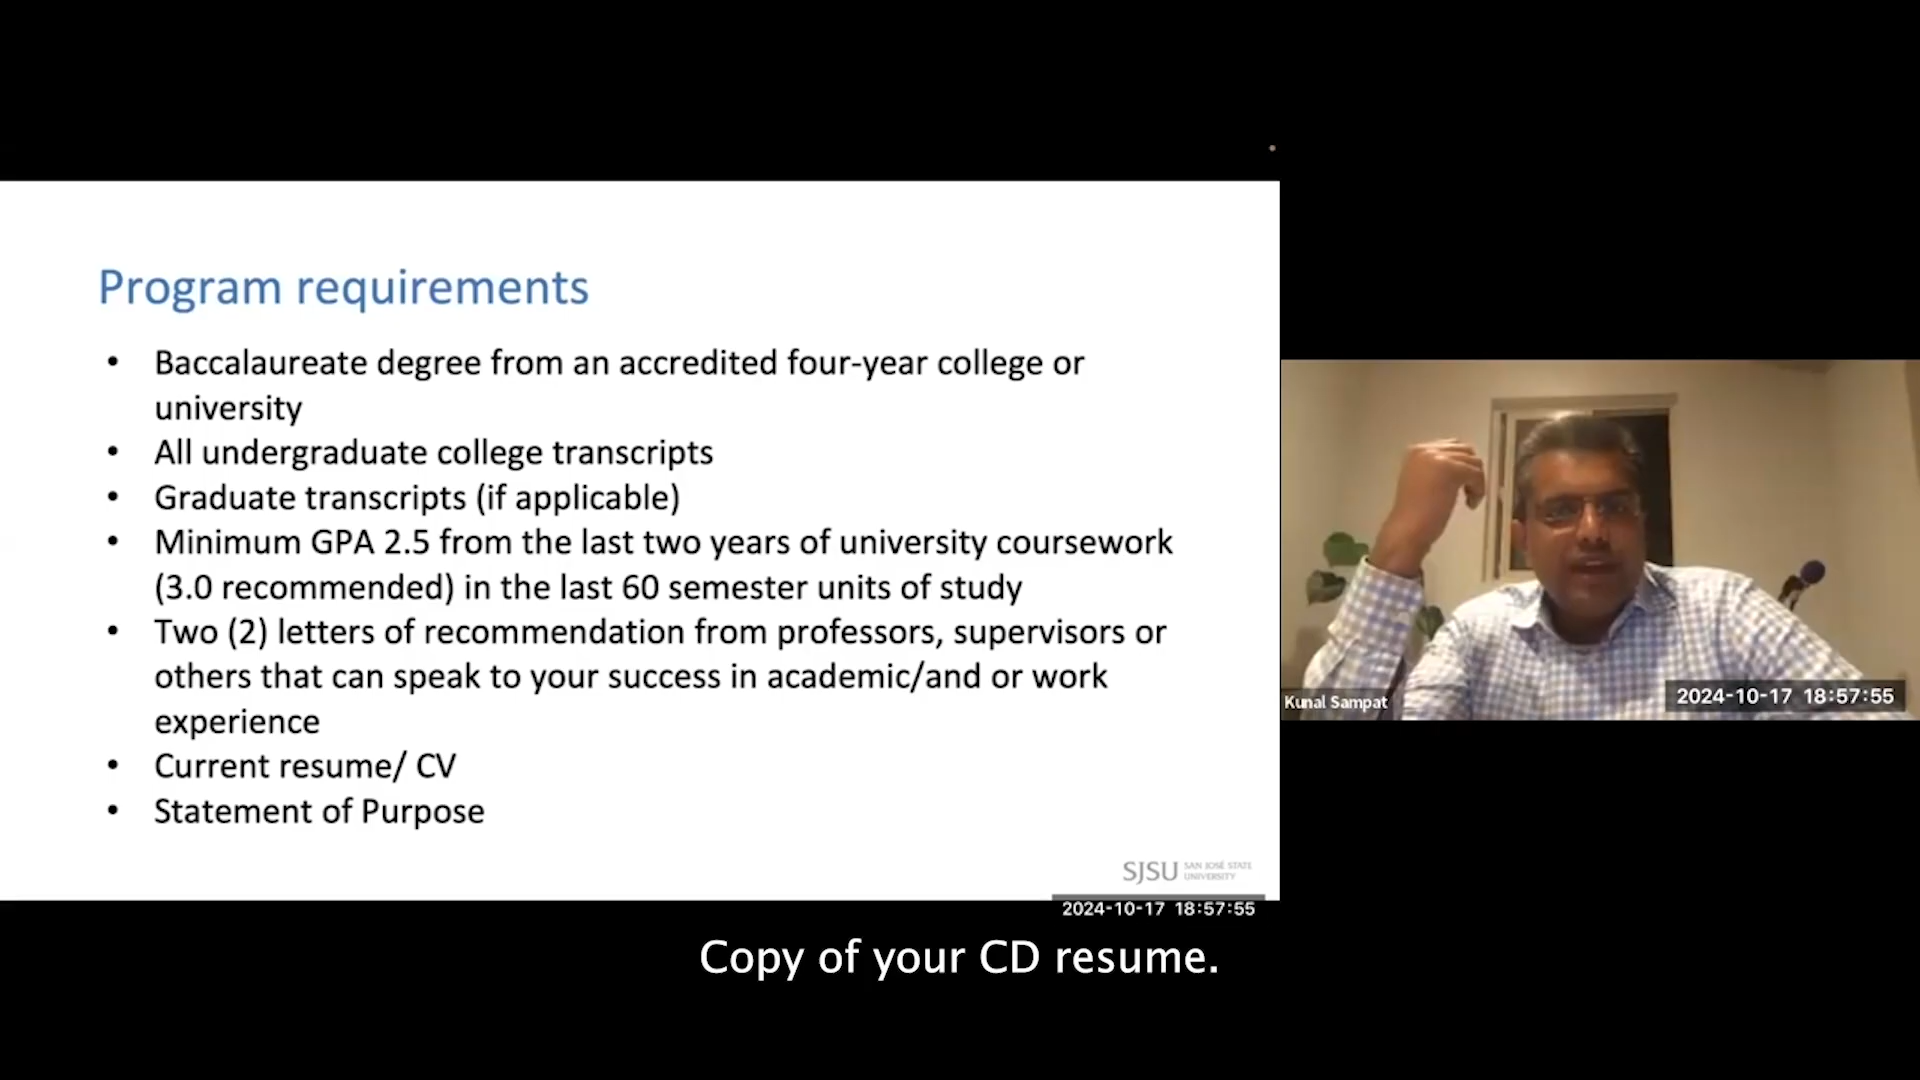 Program requirements
• Baccalaureate degree from an accredited four-year college or
university
• All undergraduate college transcripts
• Graduate transcripts (if applicable)
• Minimum GPA 2.5 from the last two years of university coursework
(3.0 recommended) in the last 60 semester units of study
• Two (2) letters of recommendation from professors, supervisors or
others that can speak to your success in academic/and or work
experience
• Current resume/ CV
• Statement of Purpose
SJSU SAN JOSÉ STATE
UNIVERSITY
2024-10-17 18:57:55
Kunal Sampat
2024-10-17 18:57:55
Copy of your CD resume.